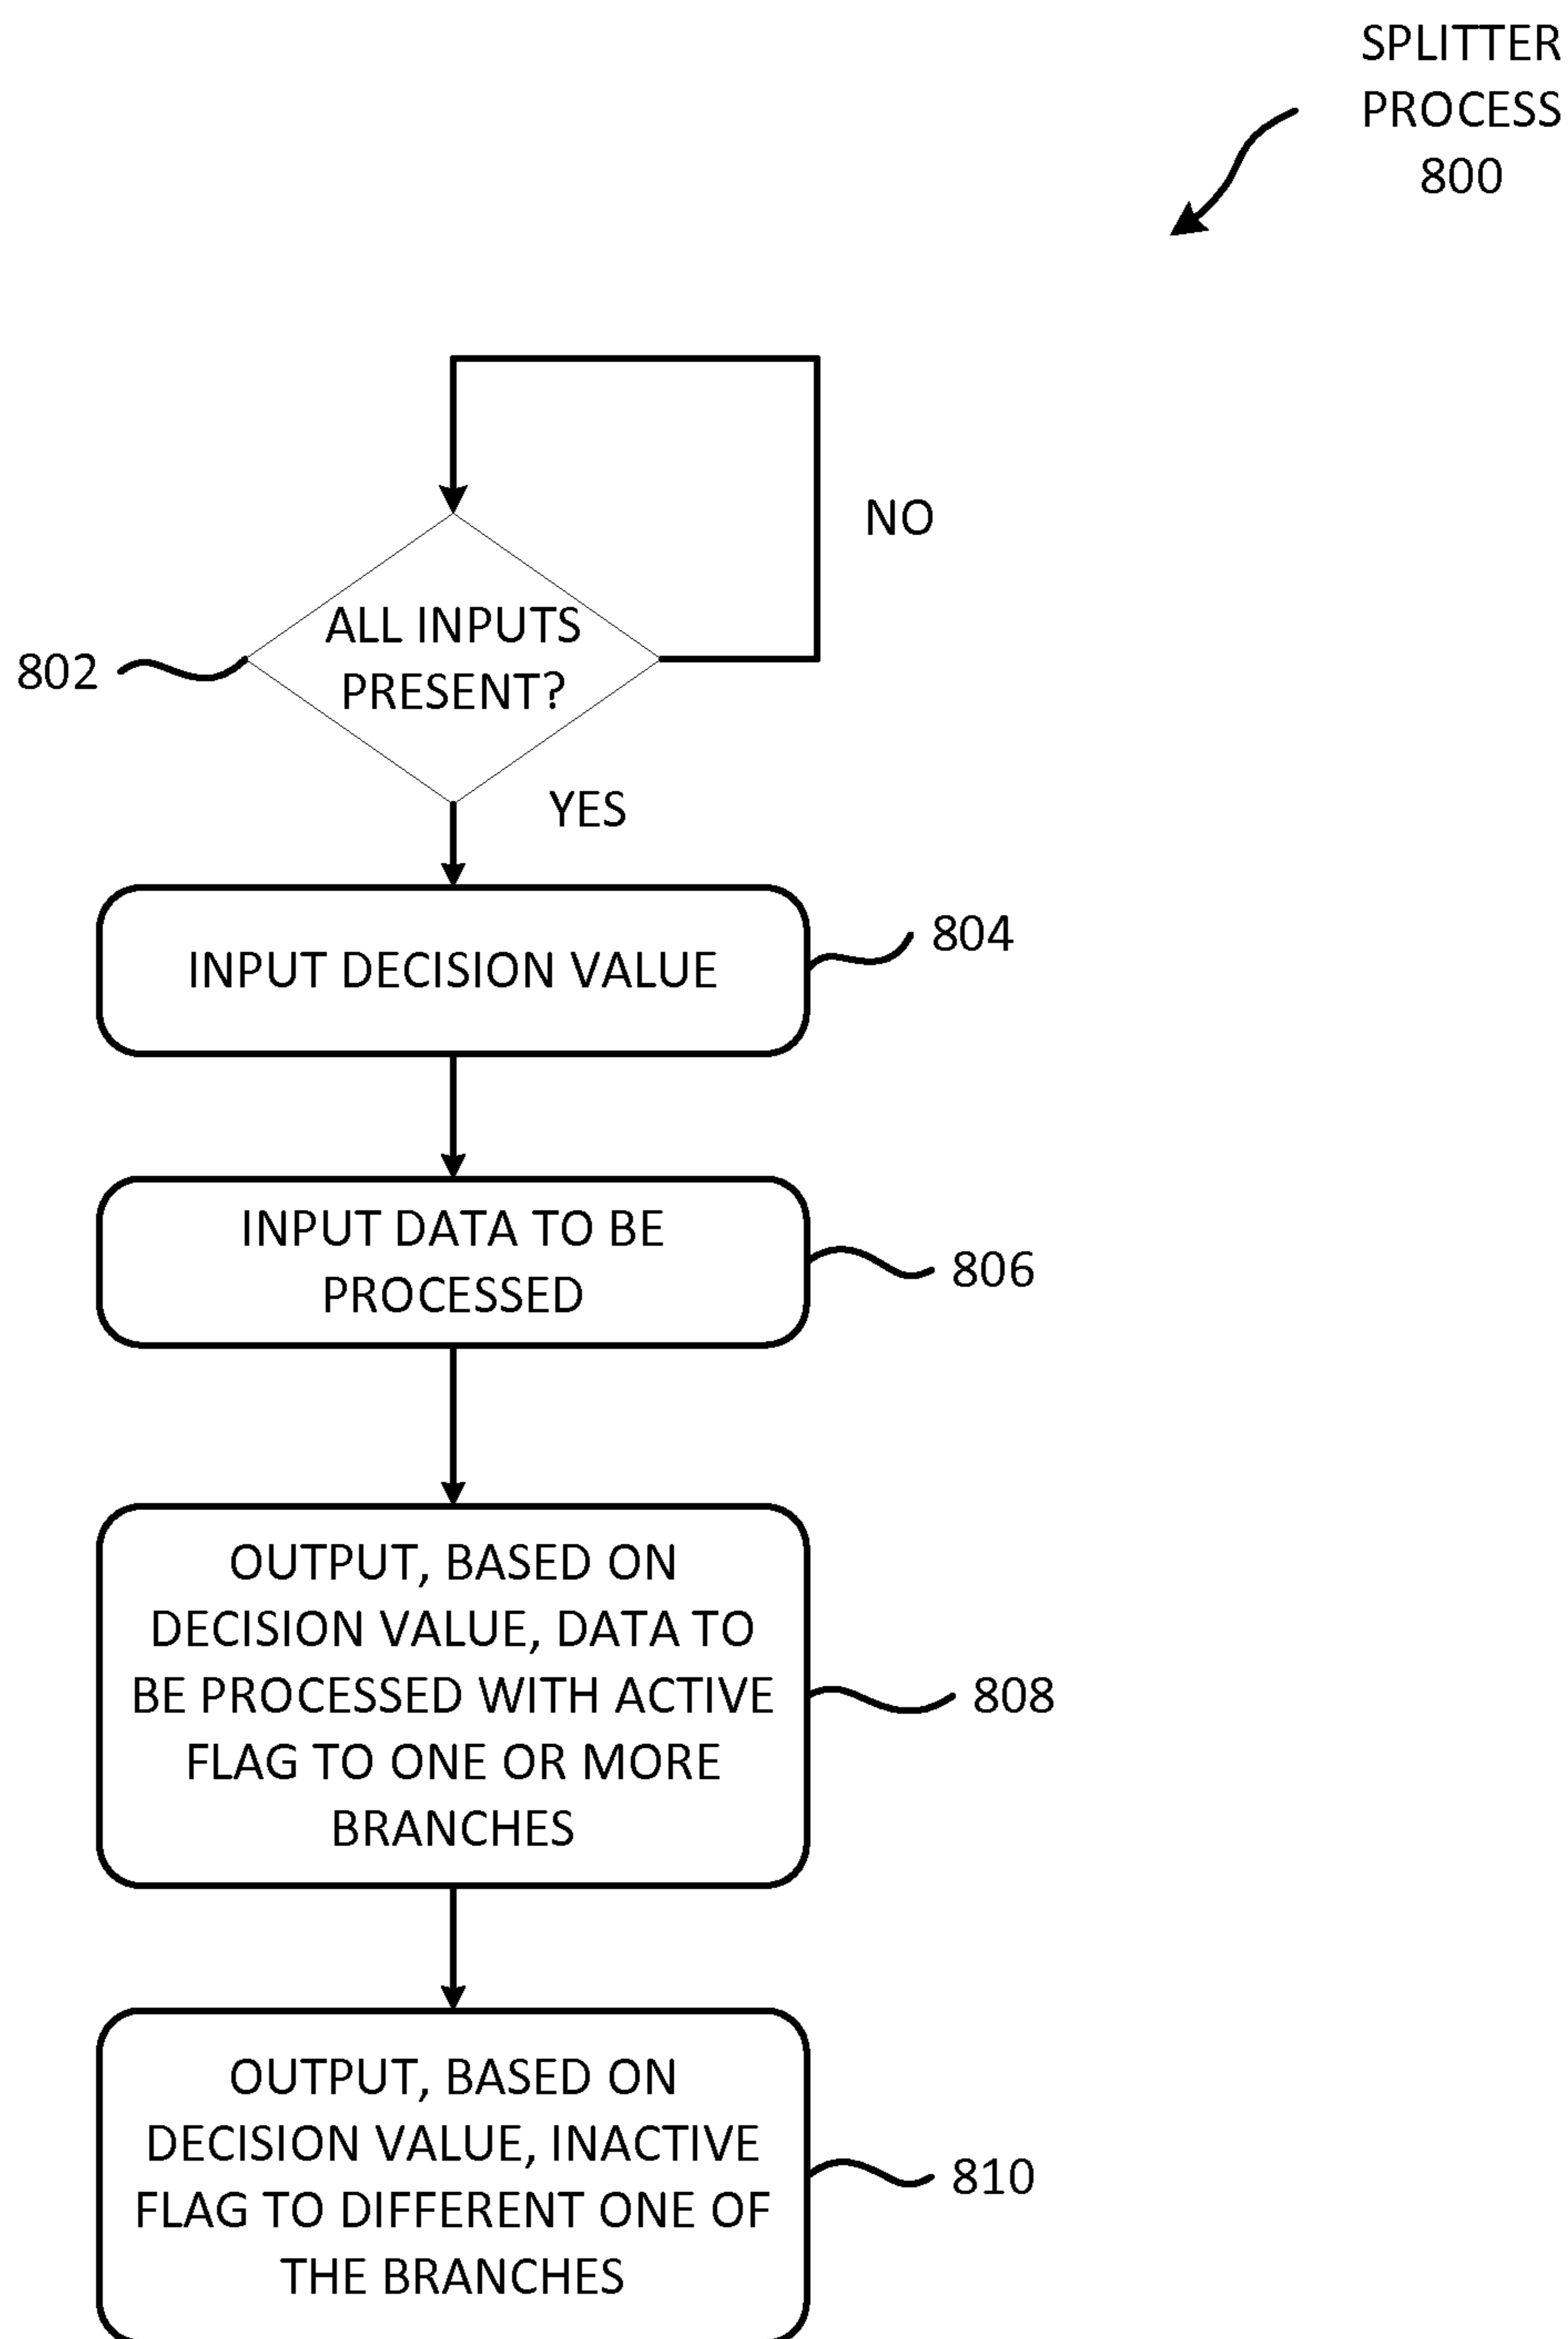 SPLITTER
PROCESS
800
NO
ALL INPUTS
PRESENT?
802
YES
INPUT DECISION VALUE
804
INPUT DATA TO BE
PROCESSED
806
OUTPUT, BASED ON
DECISION VALUE, DATA TO
BE PROCESSED WITH ACTIVE
FLAG TO ONE OR MORE
BRANCHES
808
OUTPUT, BASED ON
DECISION VALUE, INACTIVE
FLAG TO DIFFERENT ONE OF
THE BRANCHES
810